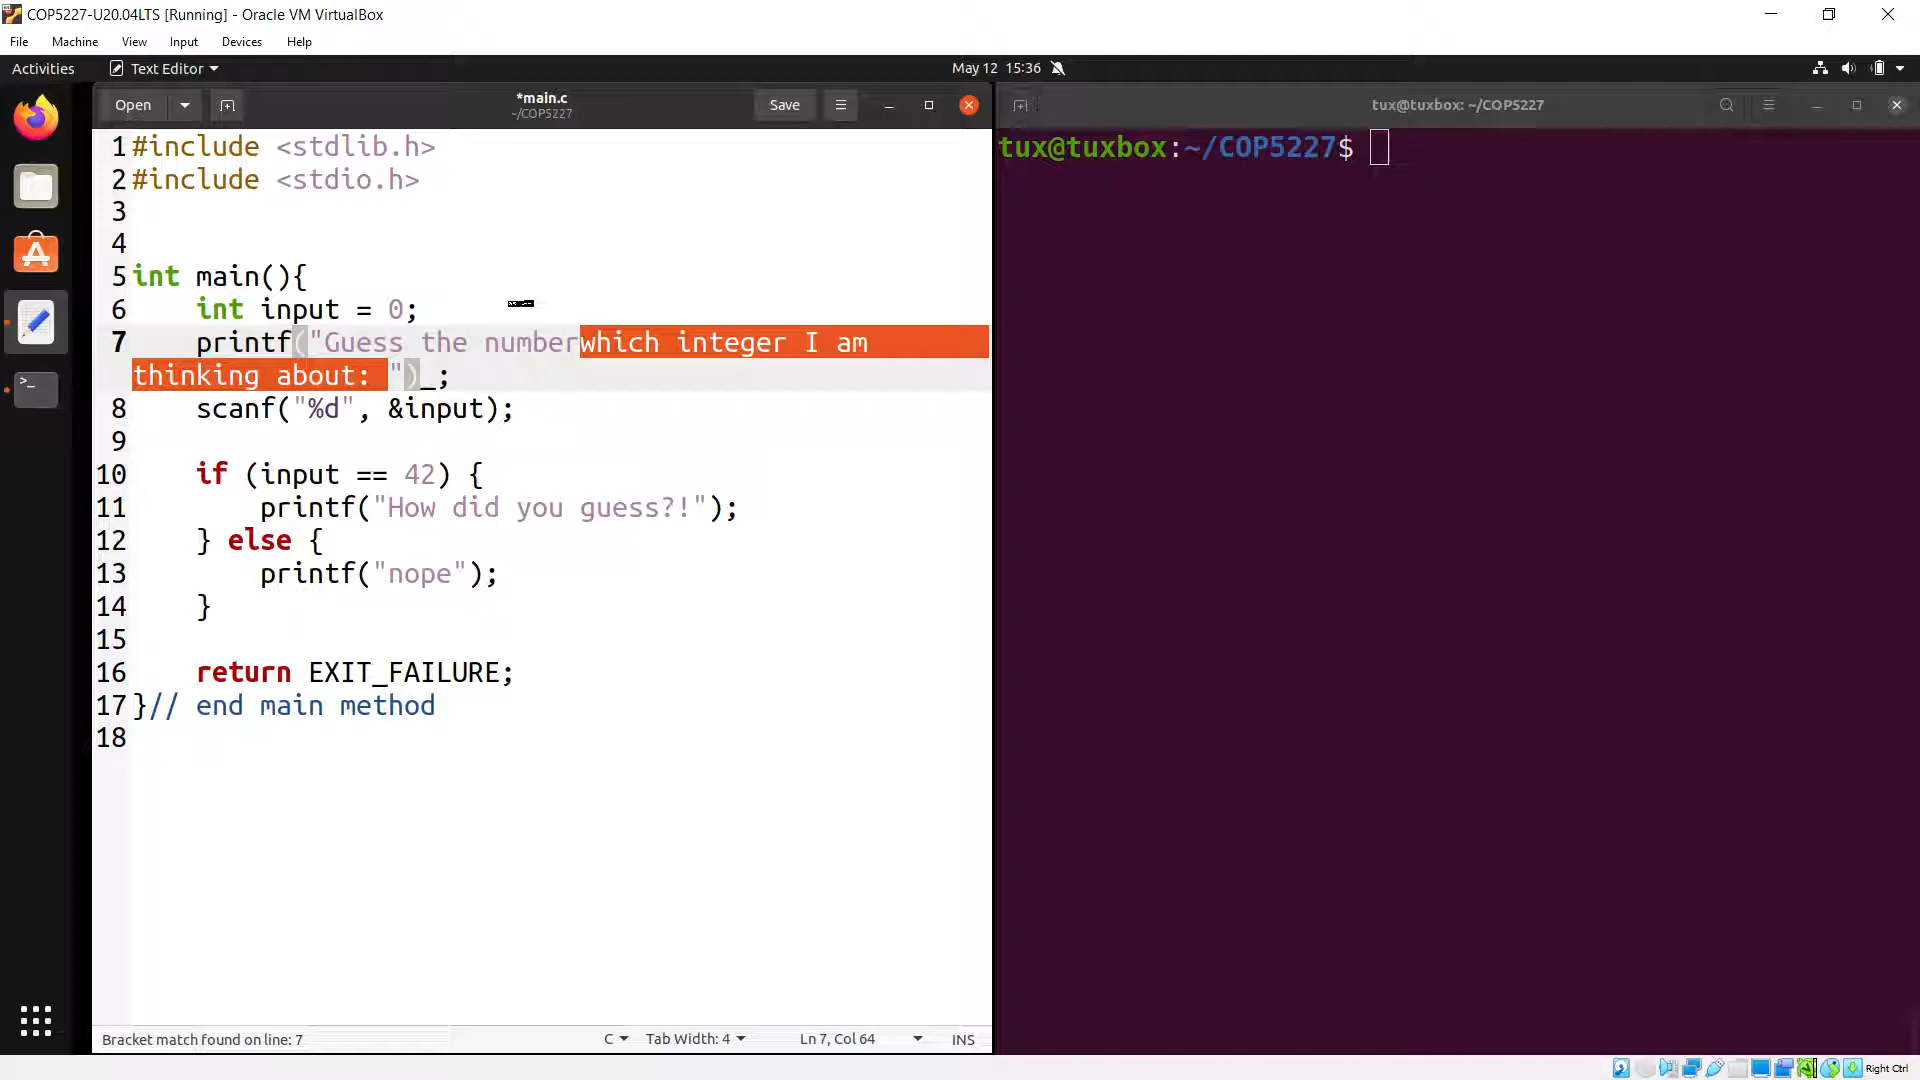 COP5227-U20.04LTS [Running] - Oracle VM VirtualBox
File Machine View Input Devices Help
Activities Text Editor May 12 15:36
Open *main.c Save tux@tuxbox: ~/COP5227
~/COP5227
tux@tuxbox:~/COP5227$
1 #include <stdlib.h>
2 #include <stdio.h>
3
4
5 int main(){
6 int input = 0;
7 printf("Guess the numberwhich integer I am
thinking about: ")_;
8 scanf("%d", &input);
9
10 if (input == 42) {
11 printf("How did you guess?!");
12 } else {
13 printf("nope");
14 }
15
16 return EXIT_FAILURE;
17 }// end main method
18
Bracket match found on line: 7 C Tab Width: 4 Ln 7, Col 64 INS
Right Ctrl